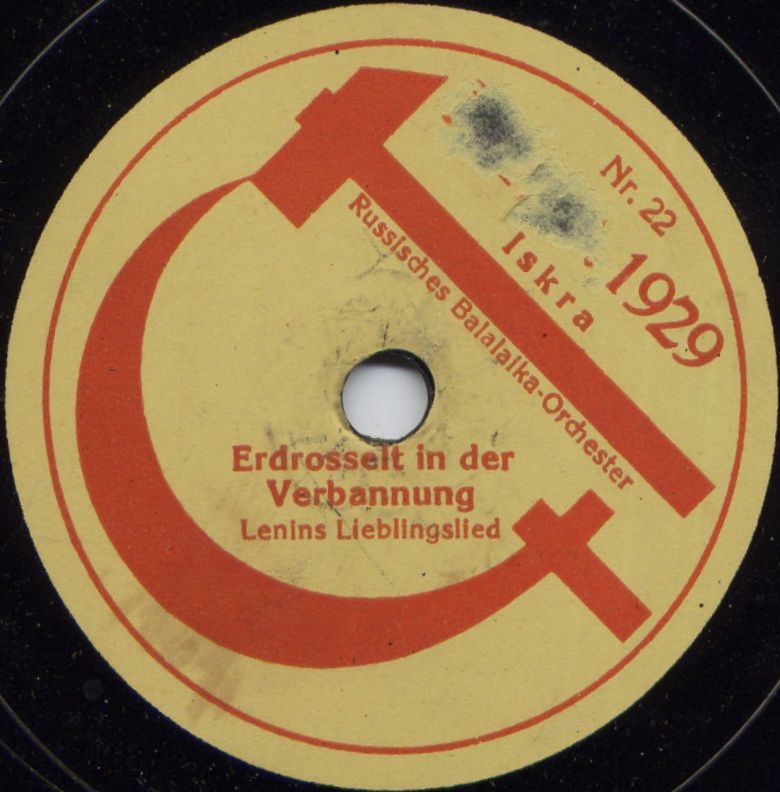 Nr. 22
1929
Iskra
Russisches Balalaika-Orchester
Erdrosselt in der
Verbannung
Lenins Lieblingslied